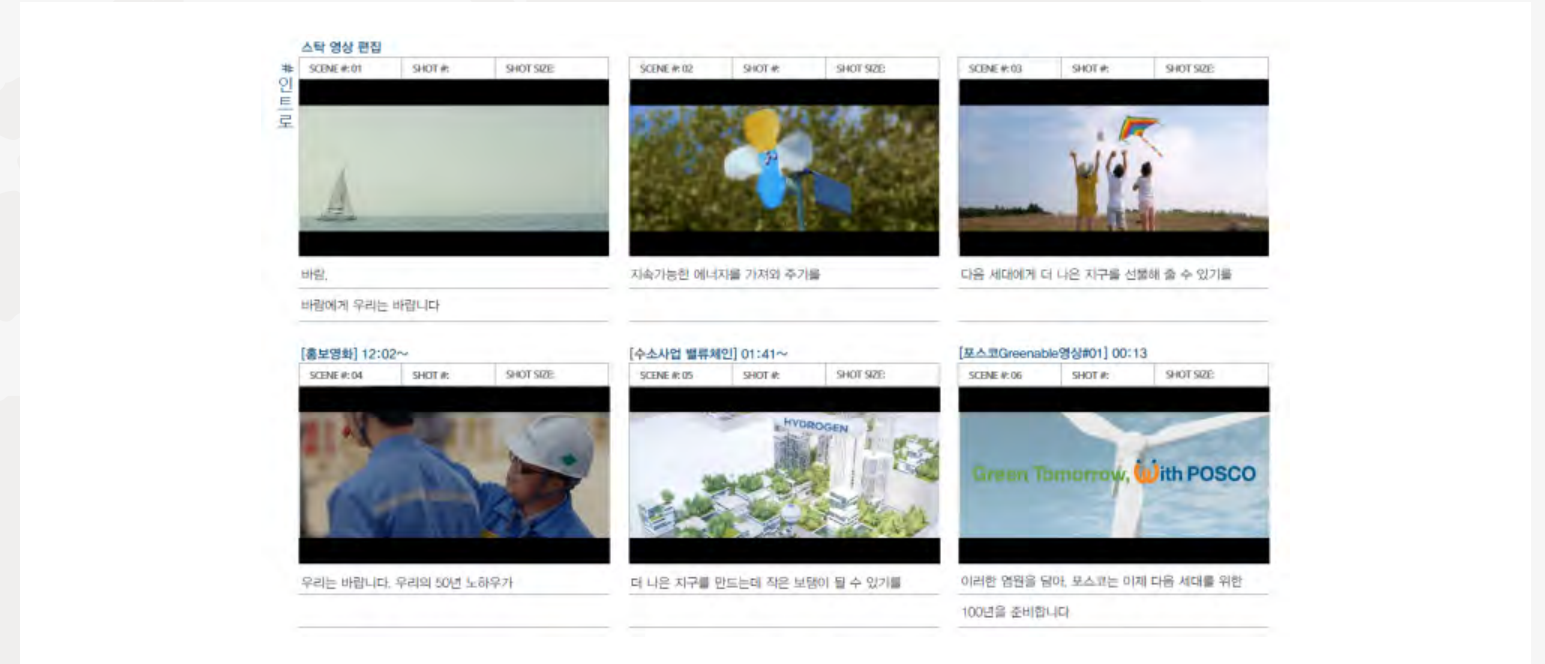 스탁 영상 편집
#인트로
SCENE #: 01 SHOT #: SHOT SIZE:
바람,
바람에게 우리는 바랍니다
SCENE #: 02 SHOT #: SHOT SIZE:
지속가능한 에너지를 가져와 주기를
SCENE #: 03 SHOT #: SHOT SIZE:
다음 세대에게 더 나은 지구를 선물해 줄 수 있기를
[홍보영화] 12:02~
SCENE #: 04 SHOT #: SHOT SIZE:
우리는 바랍니다. 우리의 50년 노하우가
[수소사업 밸류체인] 01:41~
SCENE #: 05 SHOT #: SHOT SIZE:
HYDROGEN
더 나은 지구를 만드는데 작은 보탬이 될 수 있기를
[포스코Greenable영상#01] 00:13
SCENE #: 06 SHOT #: SHOT SIZE:
Green Tomorrow, With POSCO
이러한 염원을 담아, 포스코는 이제 다음 세대를 위한
100년을 준비합니다